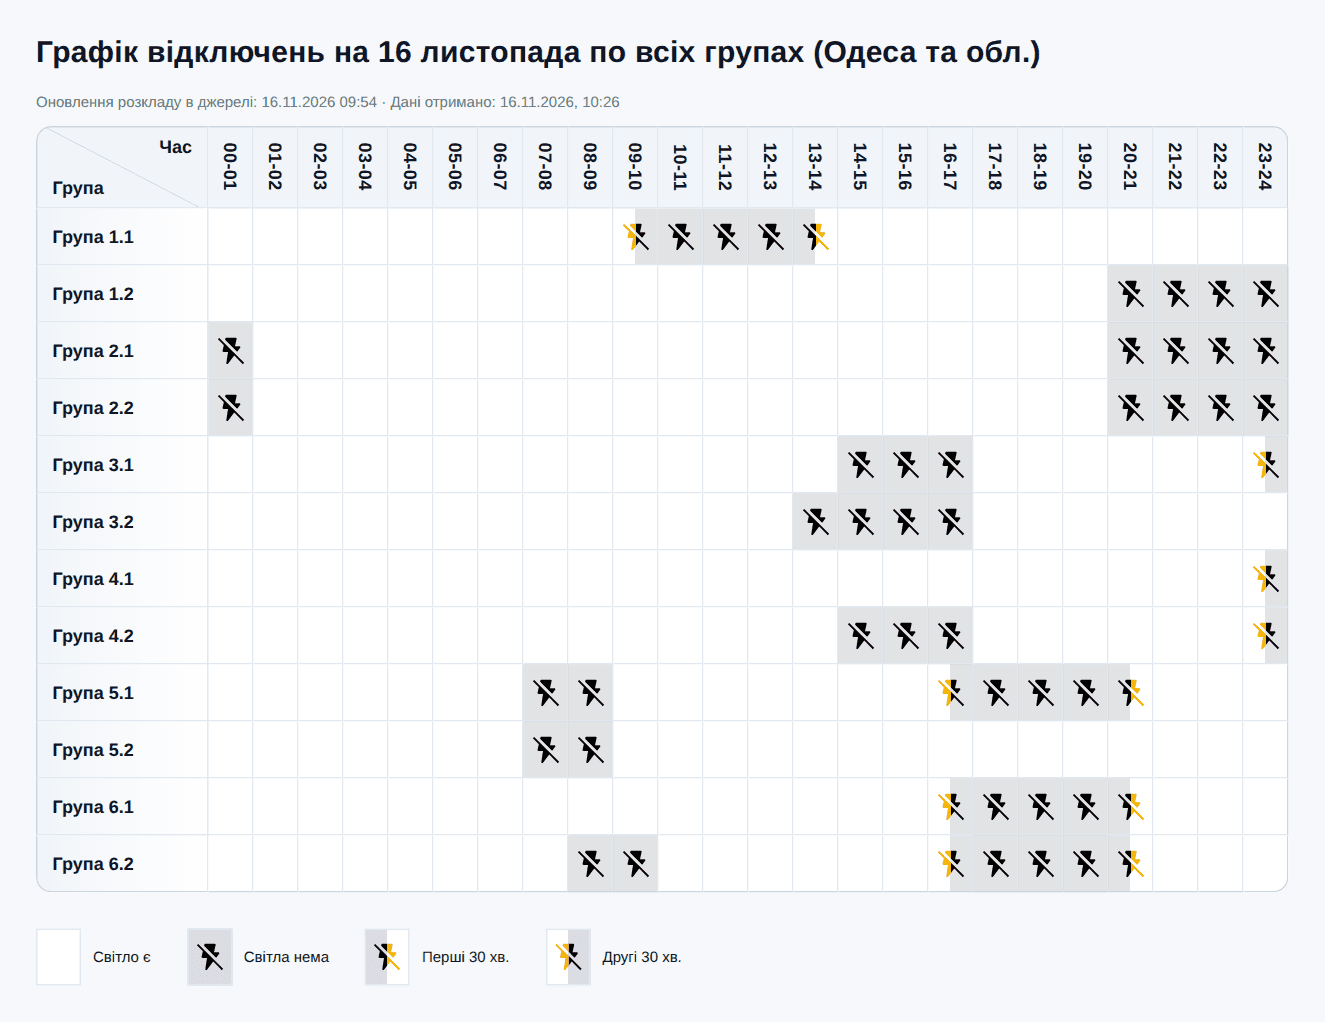 Графік відключень на 16 листопада по всіх групах (Одеса та обл.)
Оновлення розкладу в джерелі: 16.11.2026 09:54 · Дані отримано: 16.11.2026, 10:26
Час
Група
00-01 01-02 02-03 03-04 04-05 05-06 06-07 07-08 08-09 09-10 10-11 11-12 12-13 13-14 14-15 15-16 16-17 17-18 18-19 19-20 20-21 21-22 22-23 23-24
Група 1.1
Група 1.2
Група 2.1
Група 2.2
Група 3.1
Група 3.2
Група 4.1
Група 4.2
Група 5.1
Група 5.2
Група 6.1
Група 6.2
Світло є Світла нема Перші 30 хв. Другі 30 хв.